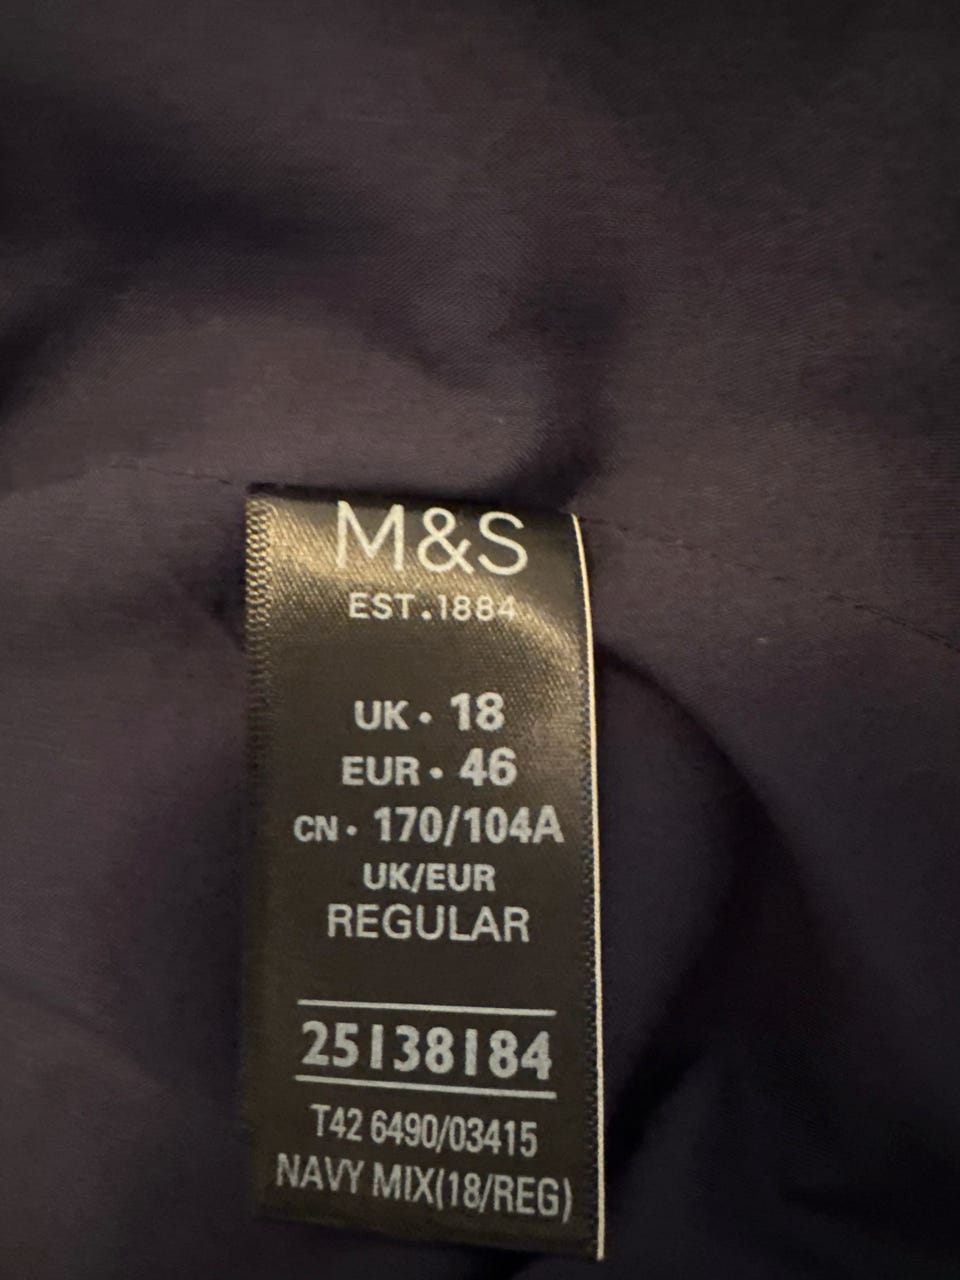 M&S
EST.1884
UK • 18
EUR • 46
CN • 170/104A
UK/EUR
REGULAR
25138184
T42 6490/03415
NAVY MIX(18/REG)